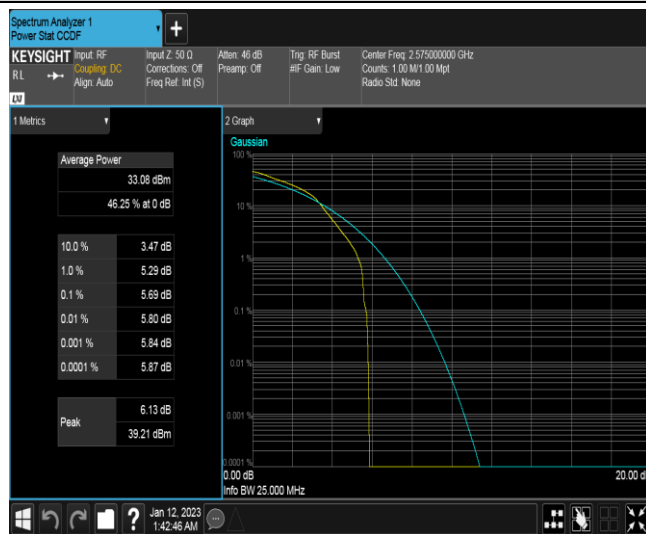 Spectrum Analyzer 1
Power Stat CCDF
+
KEYSIGHT
RL
LXI
Input: RF
Coupling: DC
Align: Auto
Input Z: 50 Ω
Corrections: Off
Freq Ref: Int (S)
Atten: 46 dB
Preamp: Off
Trig: RF Burst
#IF Gain: Low
Center Freq: 2.575000000 GHz
Counts: 1.00 M/1.00 Mpt
Radio Std: None
1 Metrics
Average Power
33.08 dBm
46.25 % at 0 dB
10.0 % 3.47 dB
1.0 % 5.29 dB
0.1 % 5.69 dB
0.01 % 5.80 dB
0.001 % 5.84 dB
0.0001 % 5.87 dB
Peak
6.13 dB
39.21 dBm
2 Graph
Gaussian
100 %
10 %
1 %
0.1 %
0.01 %
0.001 %
0.0001 %
0.00 dB
20.00 d
Info BW 25.000 MHz
?
Jan 12, 2023
1:42:46 AM